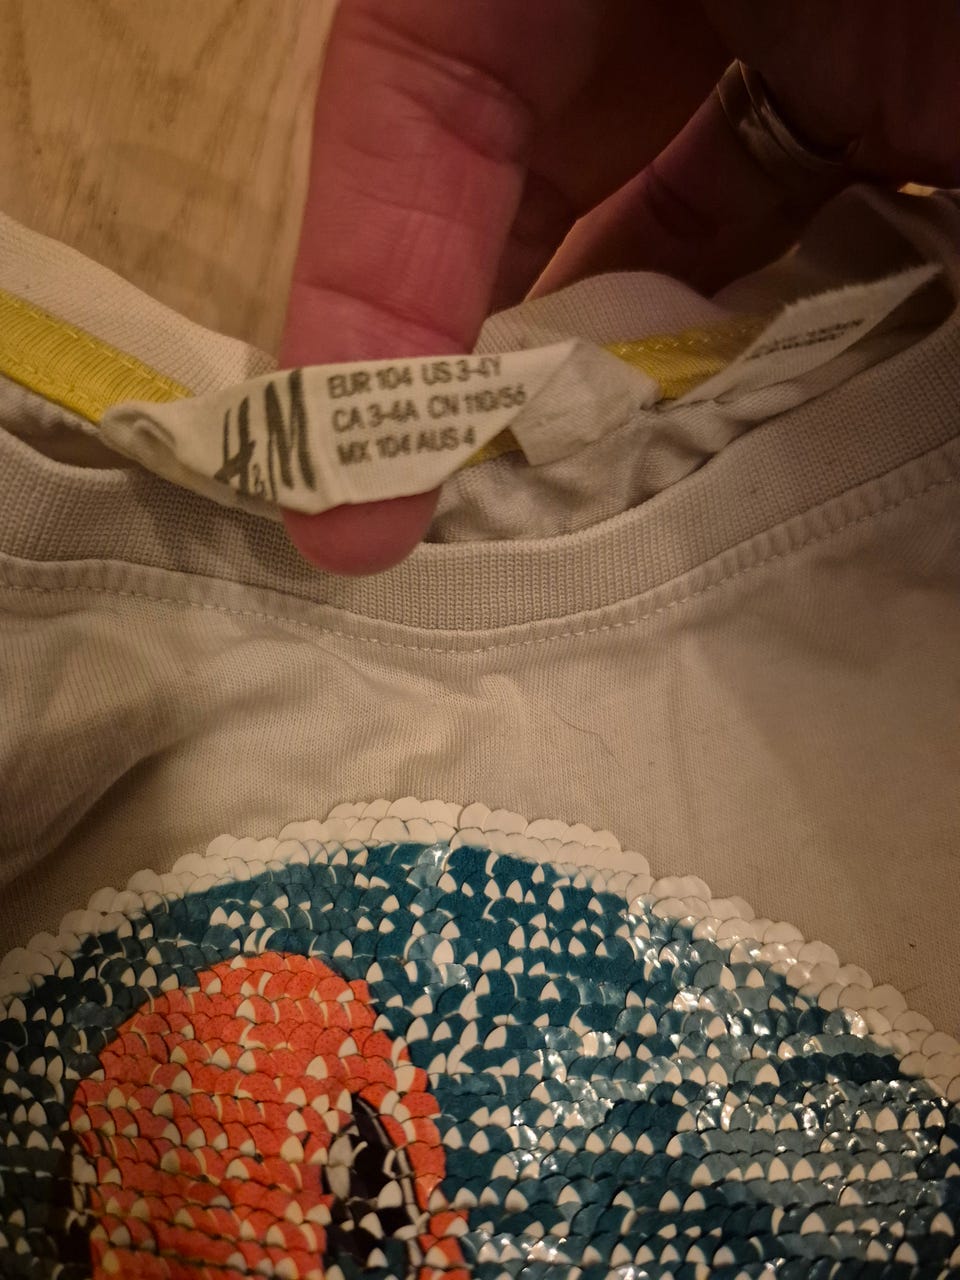 H&M
EUR 104 US 3-4Y
CA 3-4A CN 110/56
MX 104 AUS 4